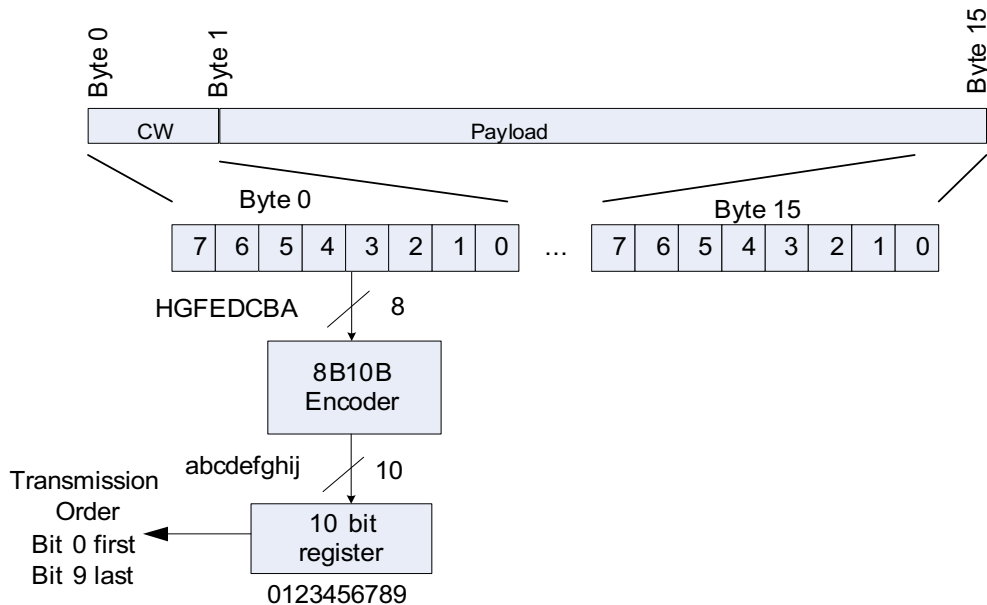 Byte 0
Byte 1
Byte 15
CW
Payload
Byte 0
Byte 15
7 6 5 4 3 2 1 0 ... 7 6 5 4 3 2 1 0
HGFEDCBA
8
8B10B
Encoder
abcdefghij
10
Transmission
Order
Bit 0 first
Bit 9 last
10 bit
register
0123456789